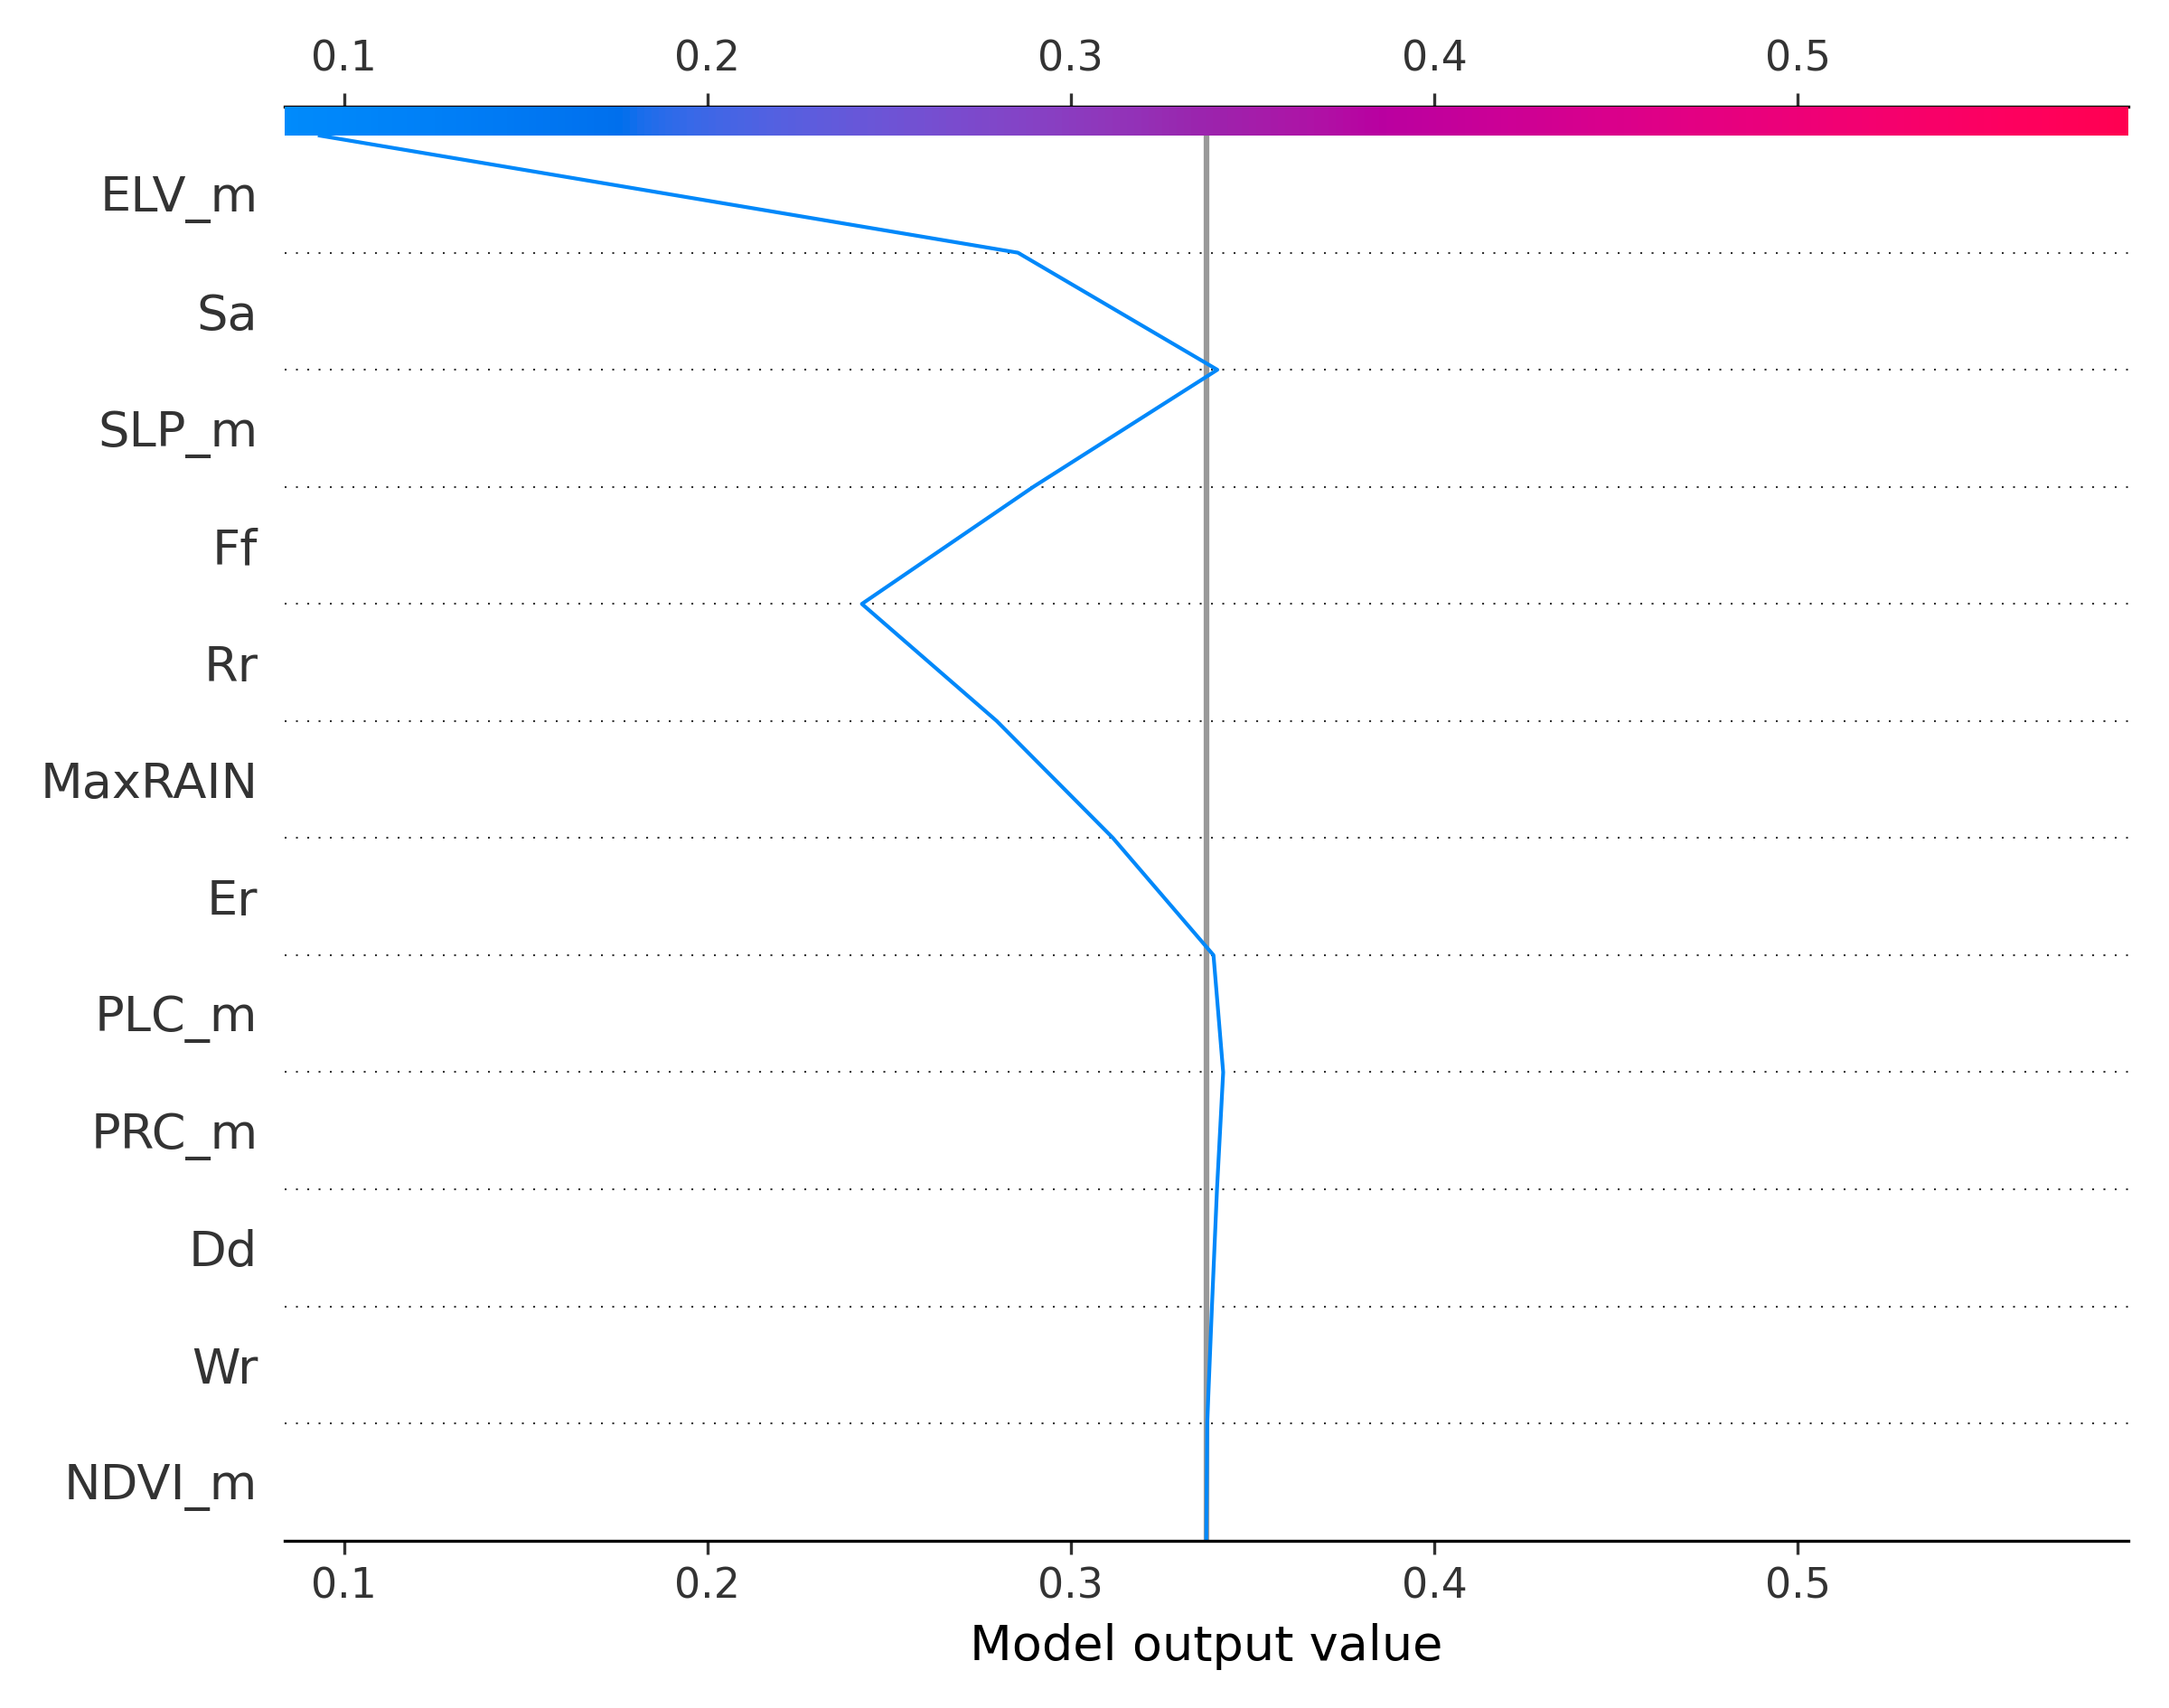 0.1 0.2 0.3 0.4 0.5
ELV_m
Sa
SLP_m
Ff
Rr
MaxRAIN
Er
PLC_m
PRC_m
Dd
Wr
NDVI_m
0.1 0.2 0.3 0.4 0.5
Model output value